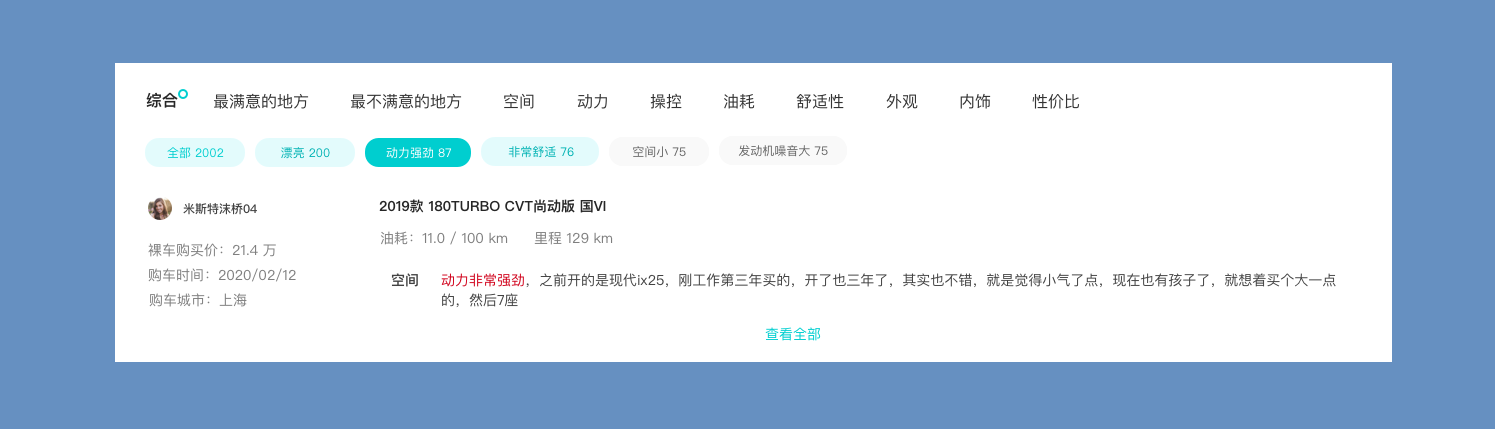 综合 最满意的地方 最不满意的地方 空间 动力 操控 油耗 舒适性 外观 内饰 性价比
全部 2002 漂亮 200 动力强劲 87 非常舒适 76 空间小 75 发动机噪音大 75
米斯特沫桥04
裸车购买价：21.4 万
购车时间：2020/02/12
购车城市：上海
2019款 180TURBO CVT尚动版 国VI
油耗：11.0 / 100 km 里程 129 km
空间 动力非常强劲，之前开的是现代ix25，刚工作第三年买的，开了也三年了，其实也不错，就是觉得小气了点，现在也有孩子了，就想着买个大一点
的，然后7座
查看全部